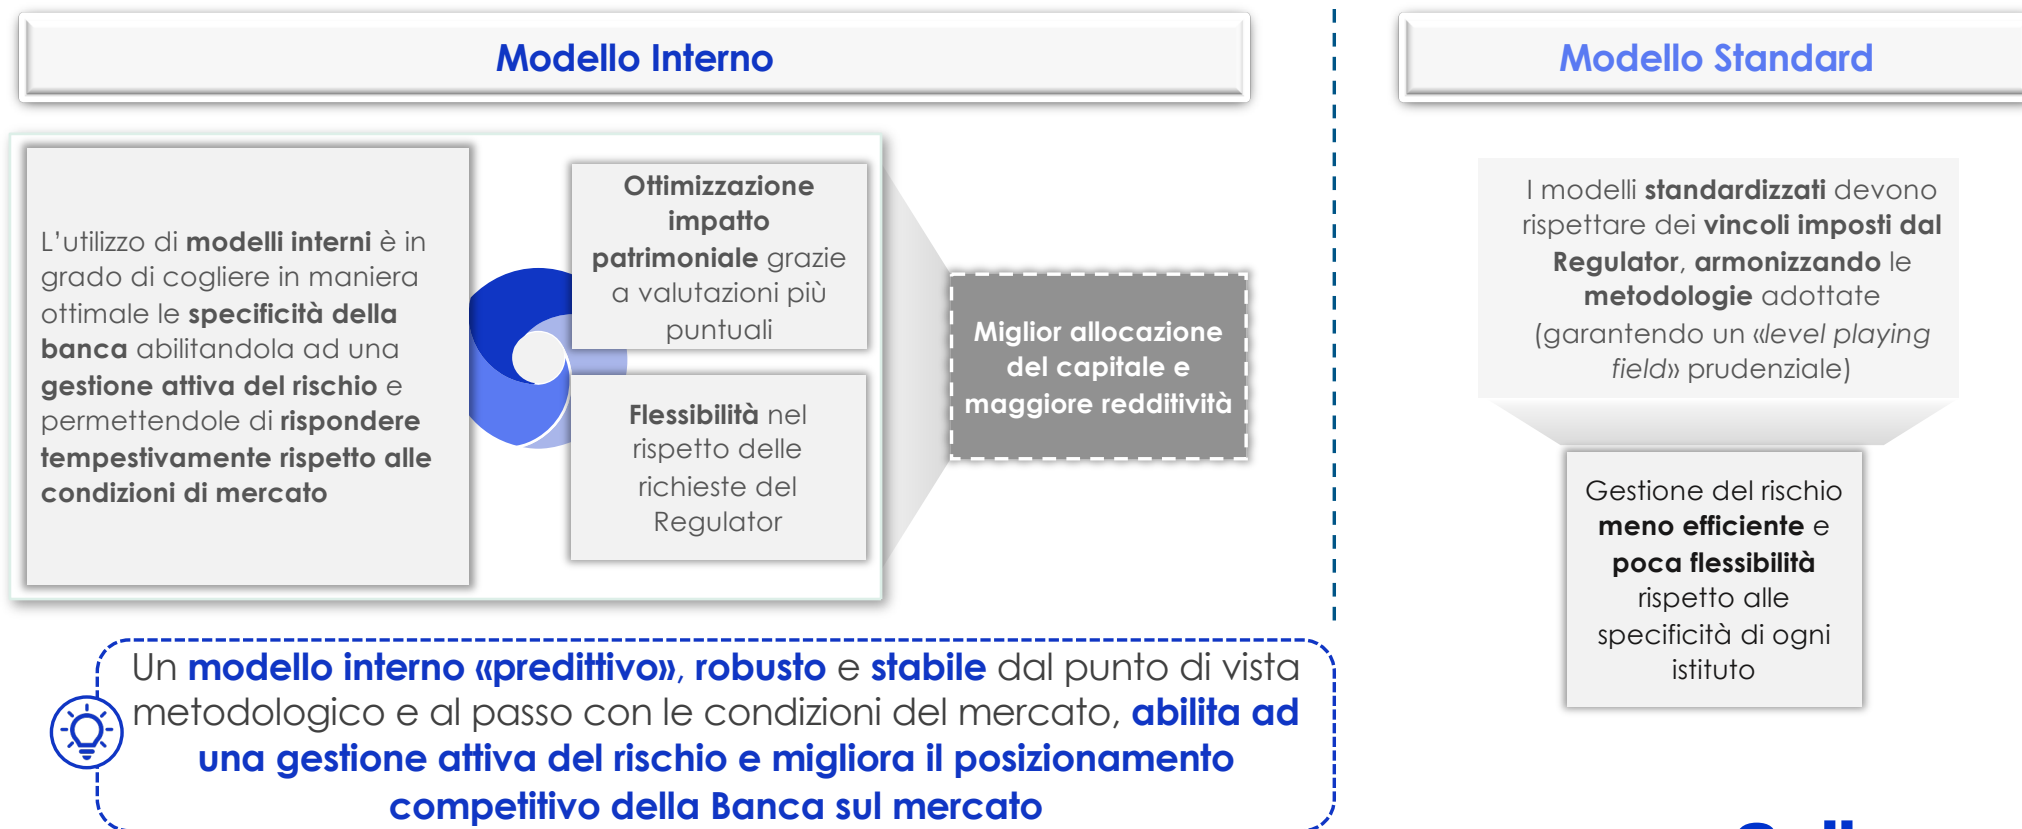 Modello Interno
L'utilizzo di modelli interni è in
grado di cogliere in maniera
ottimale le specificità della
banca abilitandola ad una
gestione attiva del rischio e
permettendole di rispondere
tempestivamente rispetto alle
condizioni di mercato
Ottimizzazione
impatto
patrimoniale grazie
a valutazioni più
puntuali
Flessibilità nel
rispetto delle
richieste del
Regulator
Miglior allocazione
del capitale e
maggiore redditività
Un modello interno «predittivo», robusto e stabile dal punto di vista
metodologico e al passo con le condizioni del mercato, abilita ad
una gestione attiva del rischio e migliora il posizionamento
competitivo della Banca sul mercato
Modello Standard
I modelli standardizzati devono
rispettare dei vincoli imposti dal
Regulator, armonizzando le
metodologie adottate
(garantendo un «level playing
field» prudenziale)
Gestione del rischio
meno efficiente e
poca flessibilità
rispetto alle
specificità di ogni
istituto